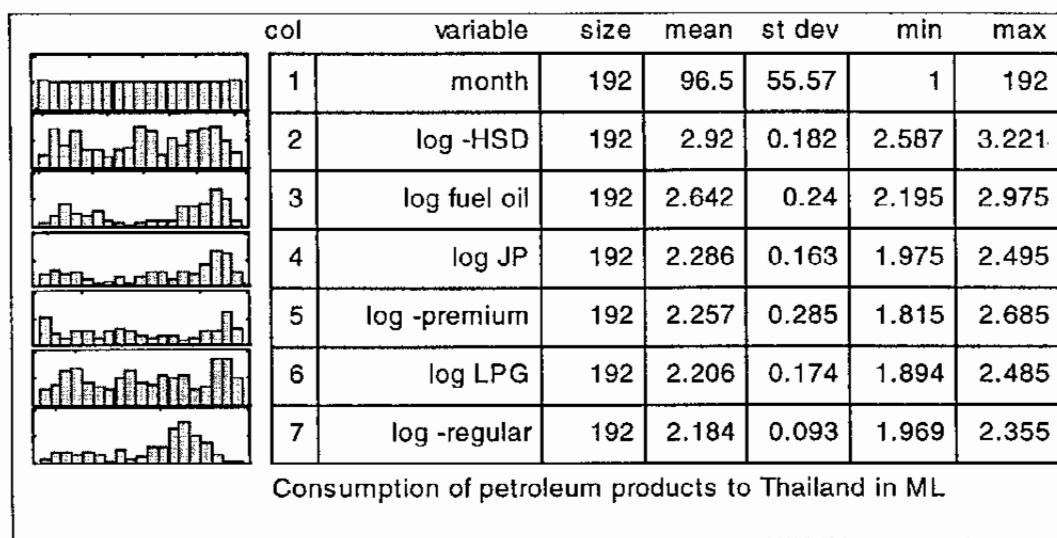 col variable size mean st dev min max
1 month 192 96.5 55.57 1 192
2 log -HSD 192 2.92 0.182 2.587 3.221
3 log fuel oil 192 2.642 0.24 2.195 2.975
4 log JP 192 2.286 0.163 1.975 2.495
5 log -premium 192 2.257 0.285 1.815 2.685
6 log LPG 192 2.206 0.174 1.894 2.485
7 log -regular 192 2.184 0.093 1.969 2.355
Consumption of petroleum products to Thailand in ML